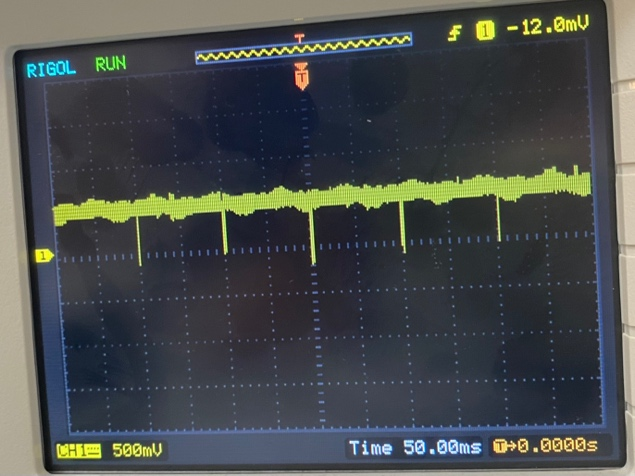 RIGOL RUN T 1 -12.0mV
T
1
CH1 500mV Time 50.00ms T→0.0000s